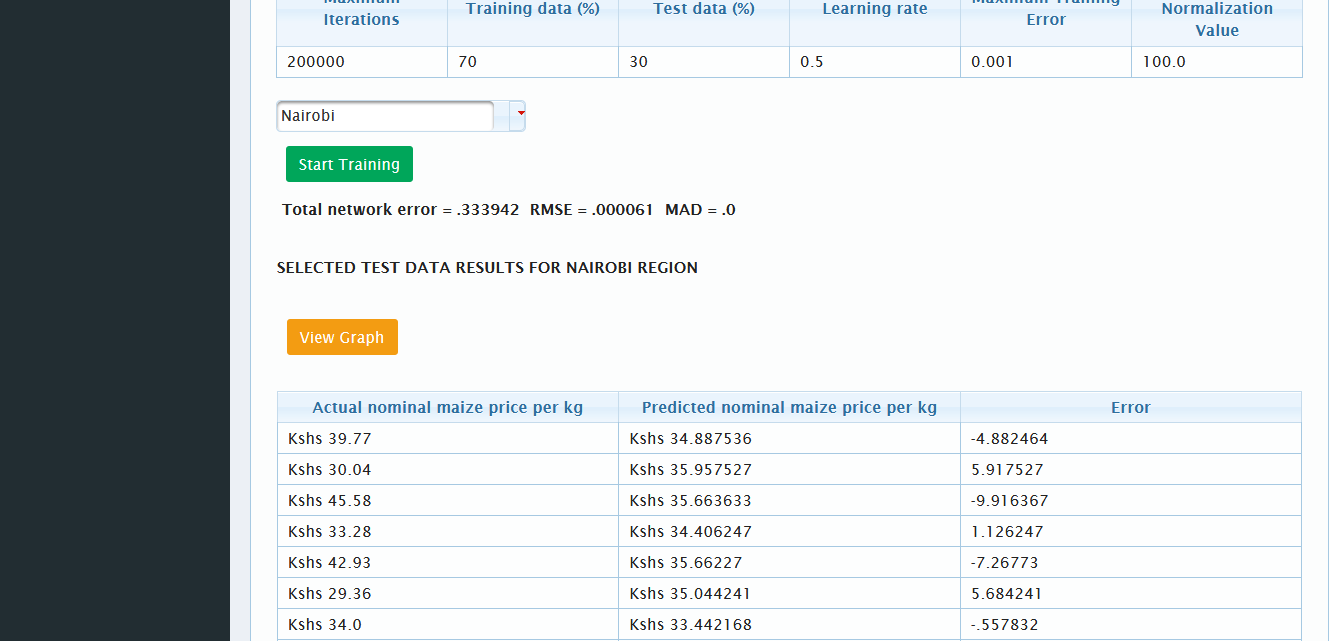 Maximum Iterations Training data (%) Test data (%) Learning rate Maximum Training Error Normalization Value
200000 70 30 0.5 0.001 100.0
Nairobi
Start Training
Total network error = .333942 RMSE = .000061 MAD = .0
SELECTED TEST DATA RESULTS FOR NAIROBI REGION
View Graph
Actual nominal maize price per kg Predicted nominal maize price per kg Error
Kshs 39.77 Kshs 34.887536 -4.882464
Kshs 30.04 Kshs 35.957527 5.917527
Kshs 45.58 Kshs 35.663633 -9.916367
Kshs 33.28 Kshs 34.406247 1.126247
Kshs 42.93 Kshs 35.66227 -7.26773
Kshs 29.36 Kshs 35.044241 5.684241
Kshs 34.0 Kshs 33.442168 -.557832